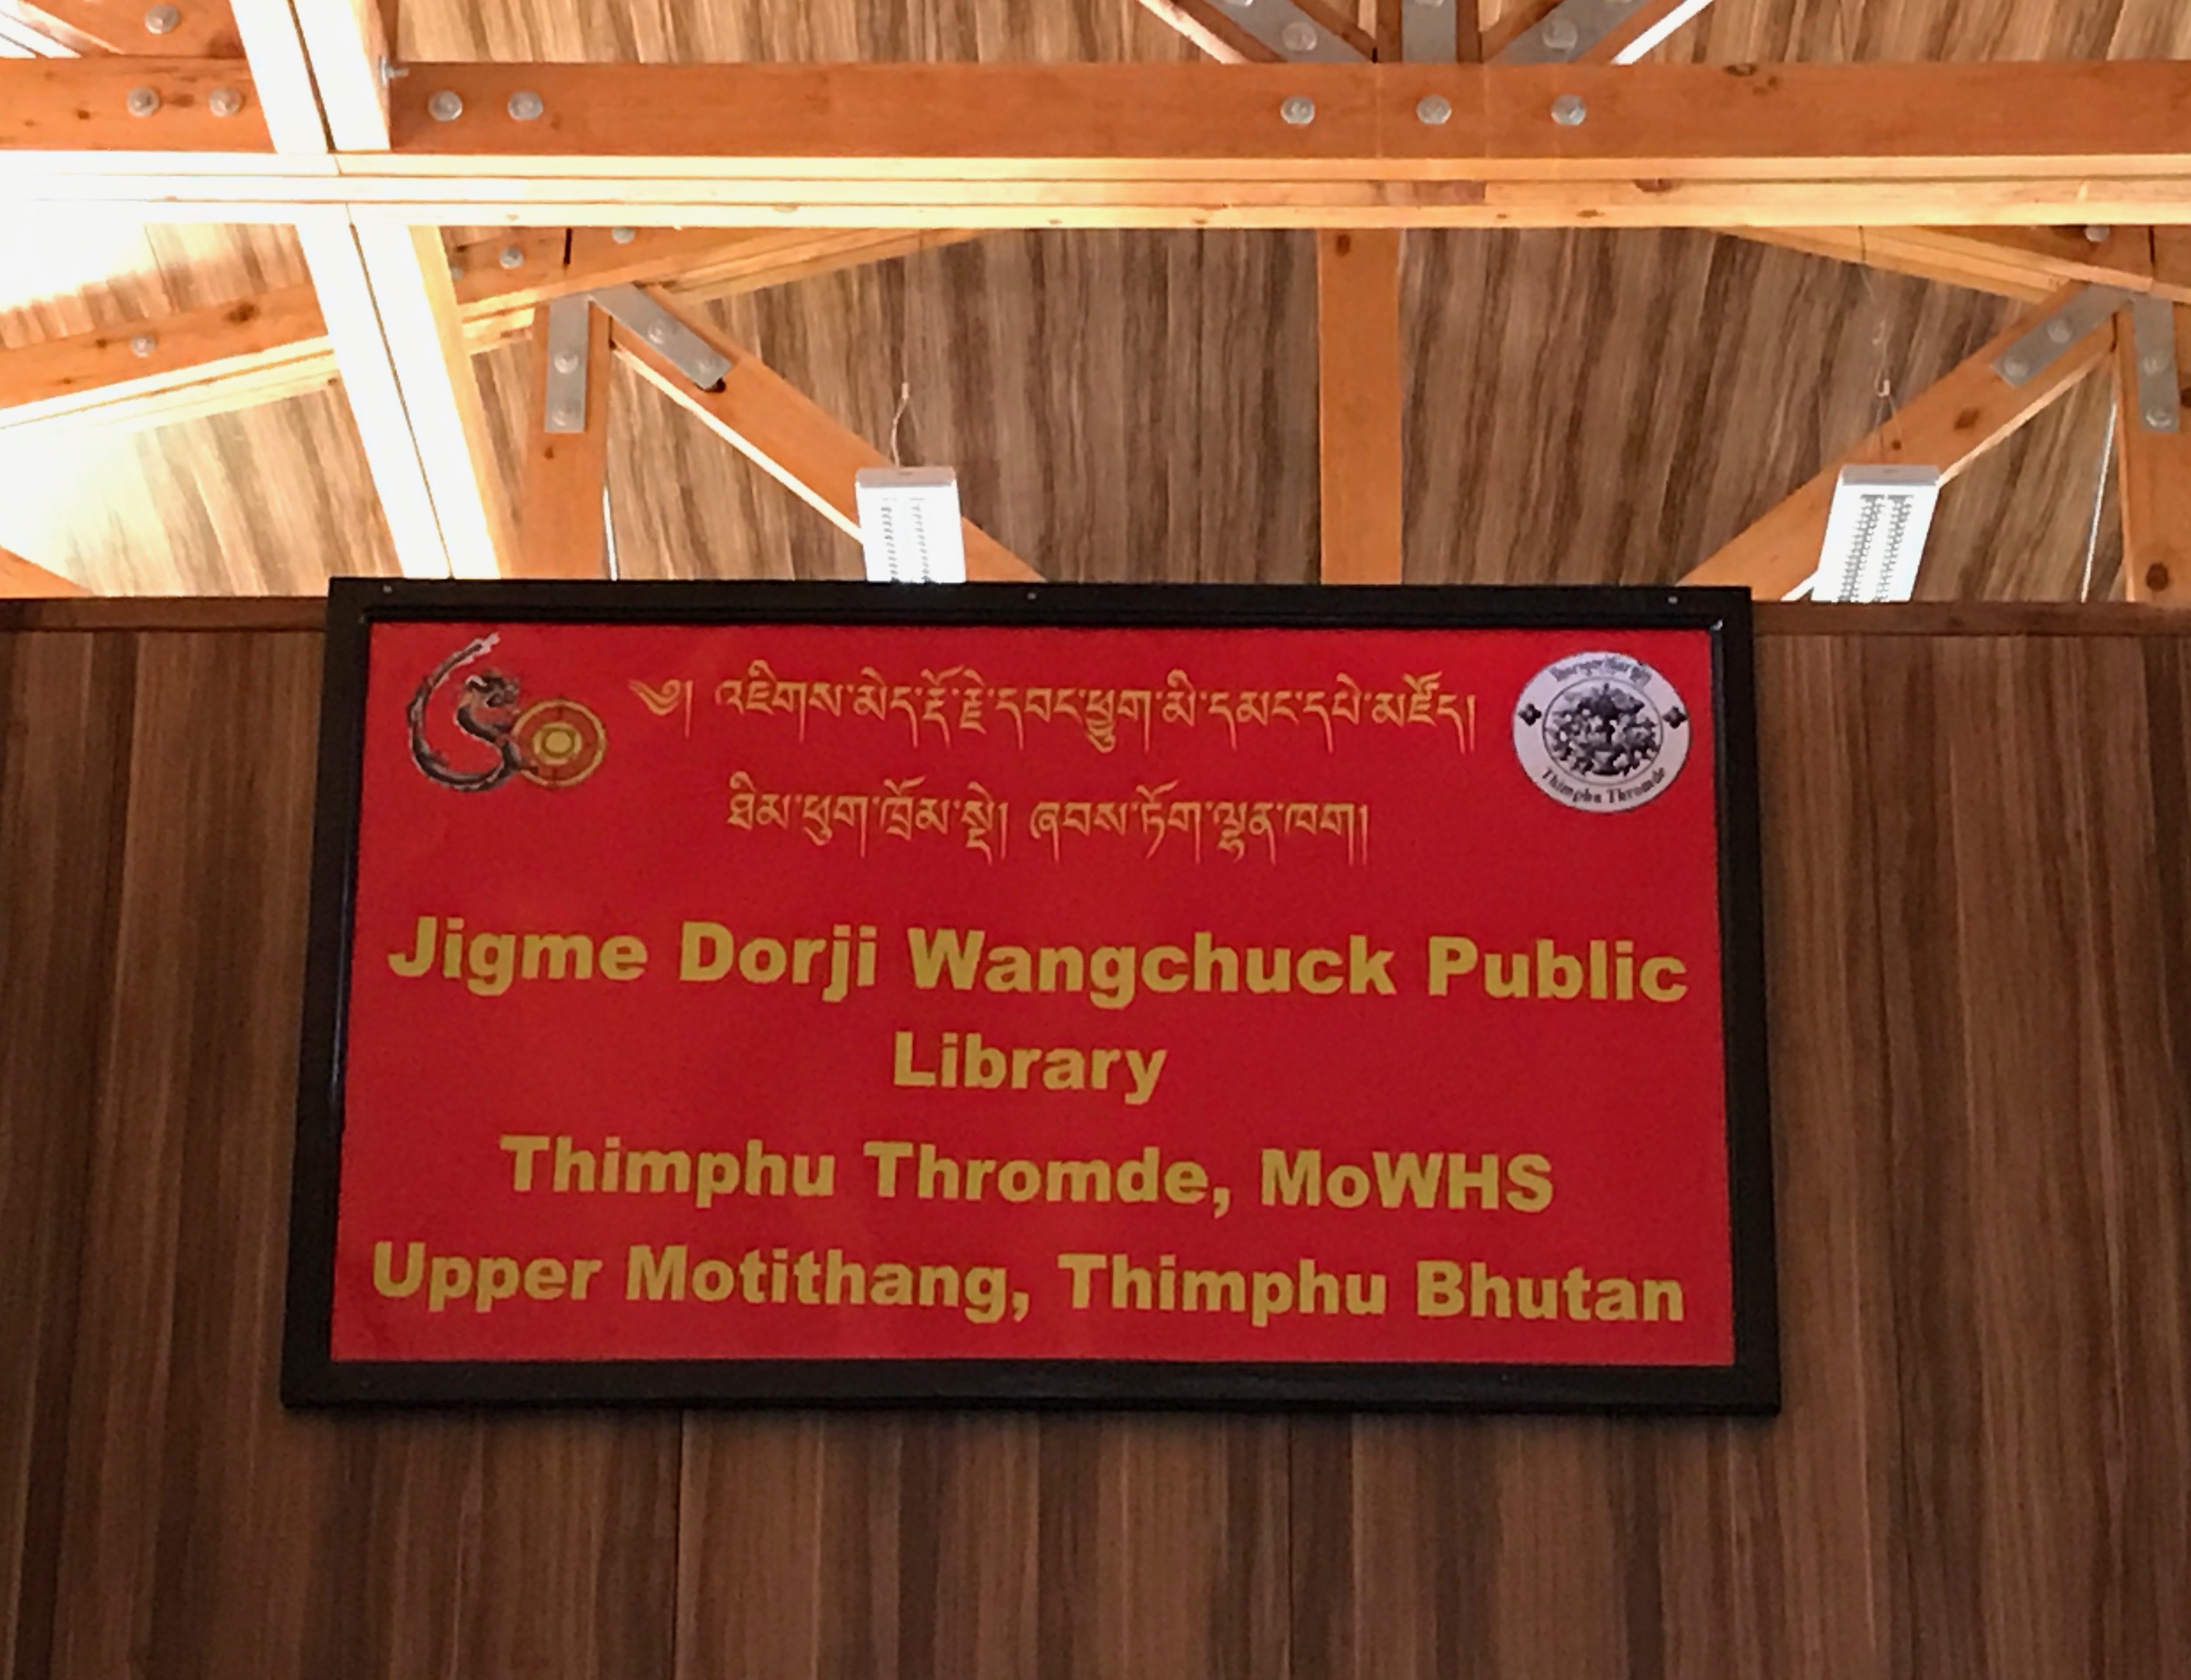 ༄། འཇིགས་མེད་རྡོ་རྗེ་དབང་ཕྱུག་མི་དམང་དཔེ་མཛོད།
ཐིམ་ཕུག་ཁྲོམ་སྡེ། ཞབས་ཏོག་ལྷན་ཁག།
Jigme Dorji Wangchuck Public
Library
Thimphu Thromde, MoWHS
Upper Motithang, Thimphu Bhutan
Thimphu Thromde